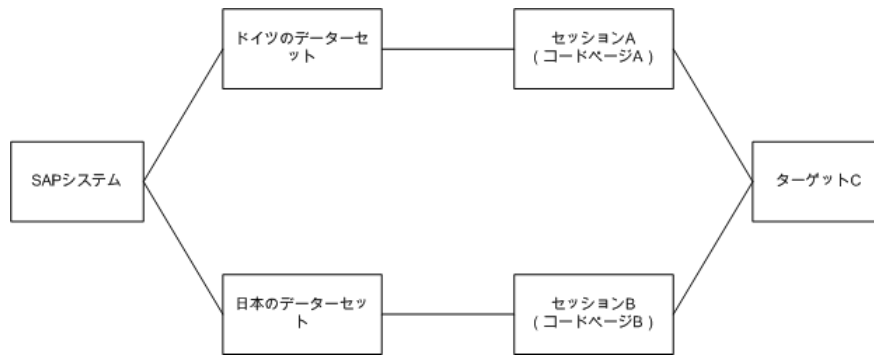 ドイツのデーターセ
ット
セッションA
( コードページA )
SAPシステム
ターゲットC
日本のデーターセッ
ト
セッションB
( コードページB )